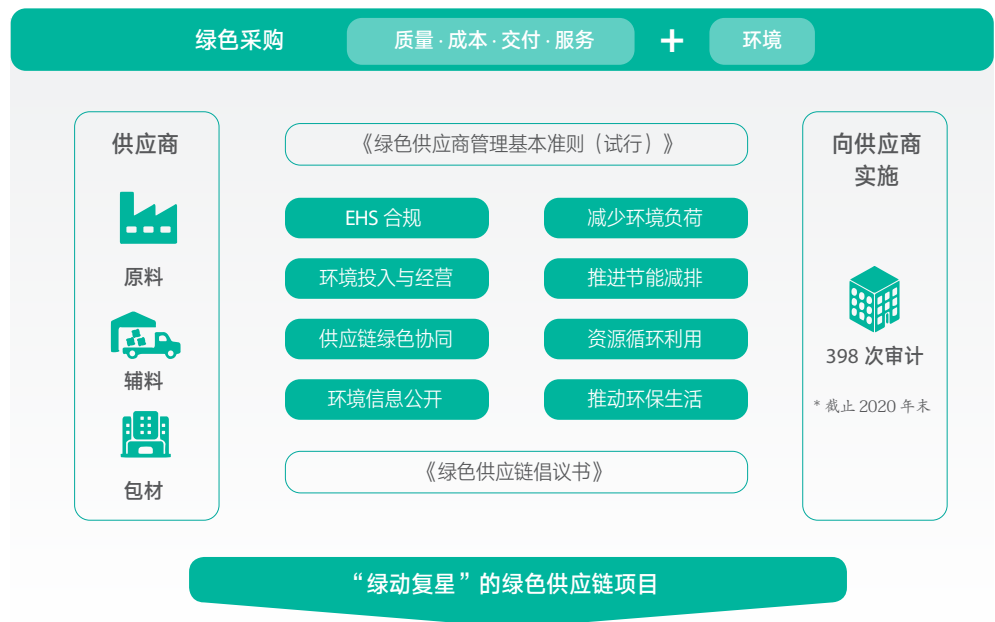 绿色采购
质量·成本·交付·服务
+
环境
供应商
原料
辅料
包材
《绿色供应商管理基本准则（试行）》
EHS 合规
减少环境负荷
环境投入与经营
推进节能减排
供应链绿色协同
资源循环利用
环境信息公开
推动环保生活
《绿色供应链倡议书》
向供应商
实施
398 次审计
* 截止 2020 年末
“绿动复星”的绿色供应链项目